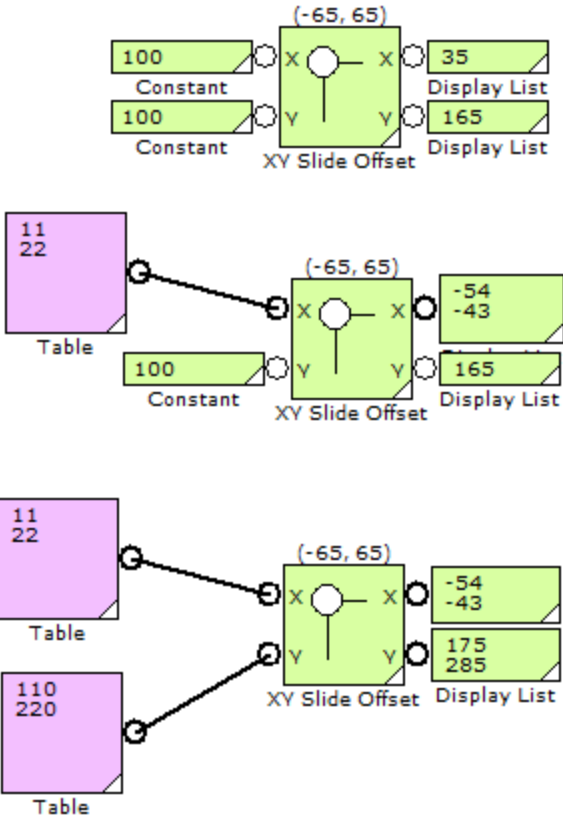 (-65, 65)
100 X X 35
Constant Display List
100 Y Y 165
Constant XY Slide Offset Display List
11
22
Table
(-65, 65)
X X -54
-43
100 Y Y 165
Constant XY Slide Offset Display List
11
22
Table
(-65, 65)
X X -54
-43
Y Y 175
285
XY Slide Offset Display List
110
220
Table